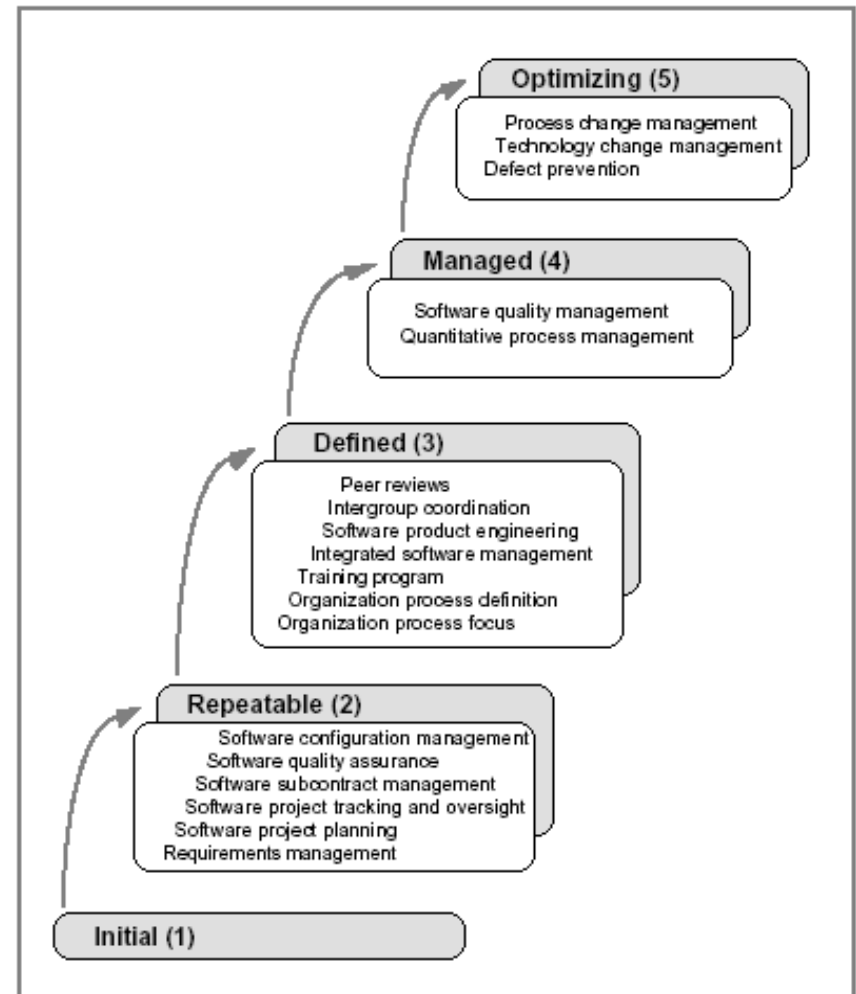 Optimizing (5)
Process change management
Technology change management
Defect prevention
Managed (4)
Software quality management
Quantitative process management
Defined (3)
Peer reviews
Intergroup coordination
Software product engineering
Integrated software management
Training program
Organization process definition
Organization process focus
Repeatable (2)
Software configuration management
Software quality assurance
Software subcontract management
Software project tracking and oversight
Software project planning
Requirements management
Initial (1)